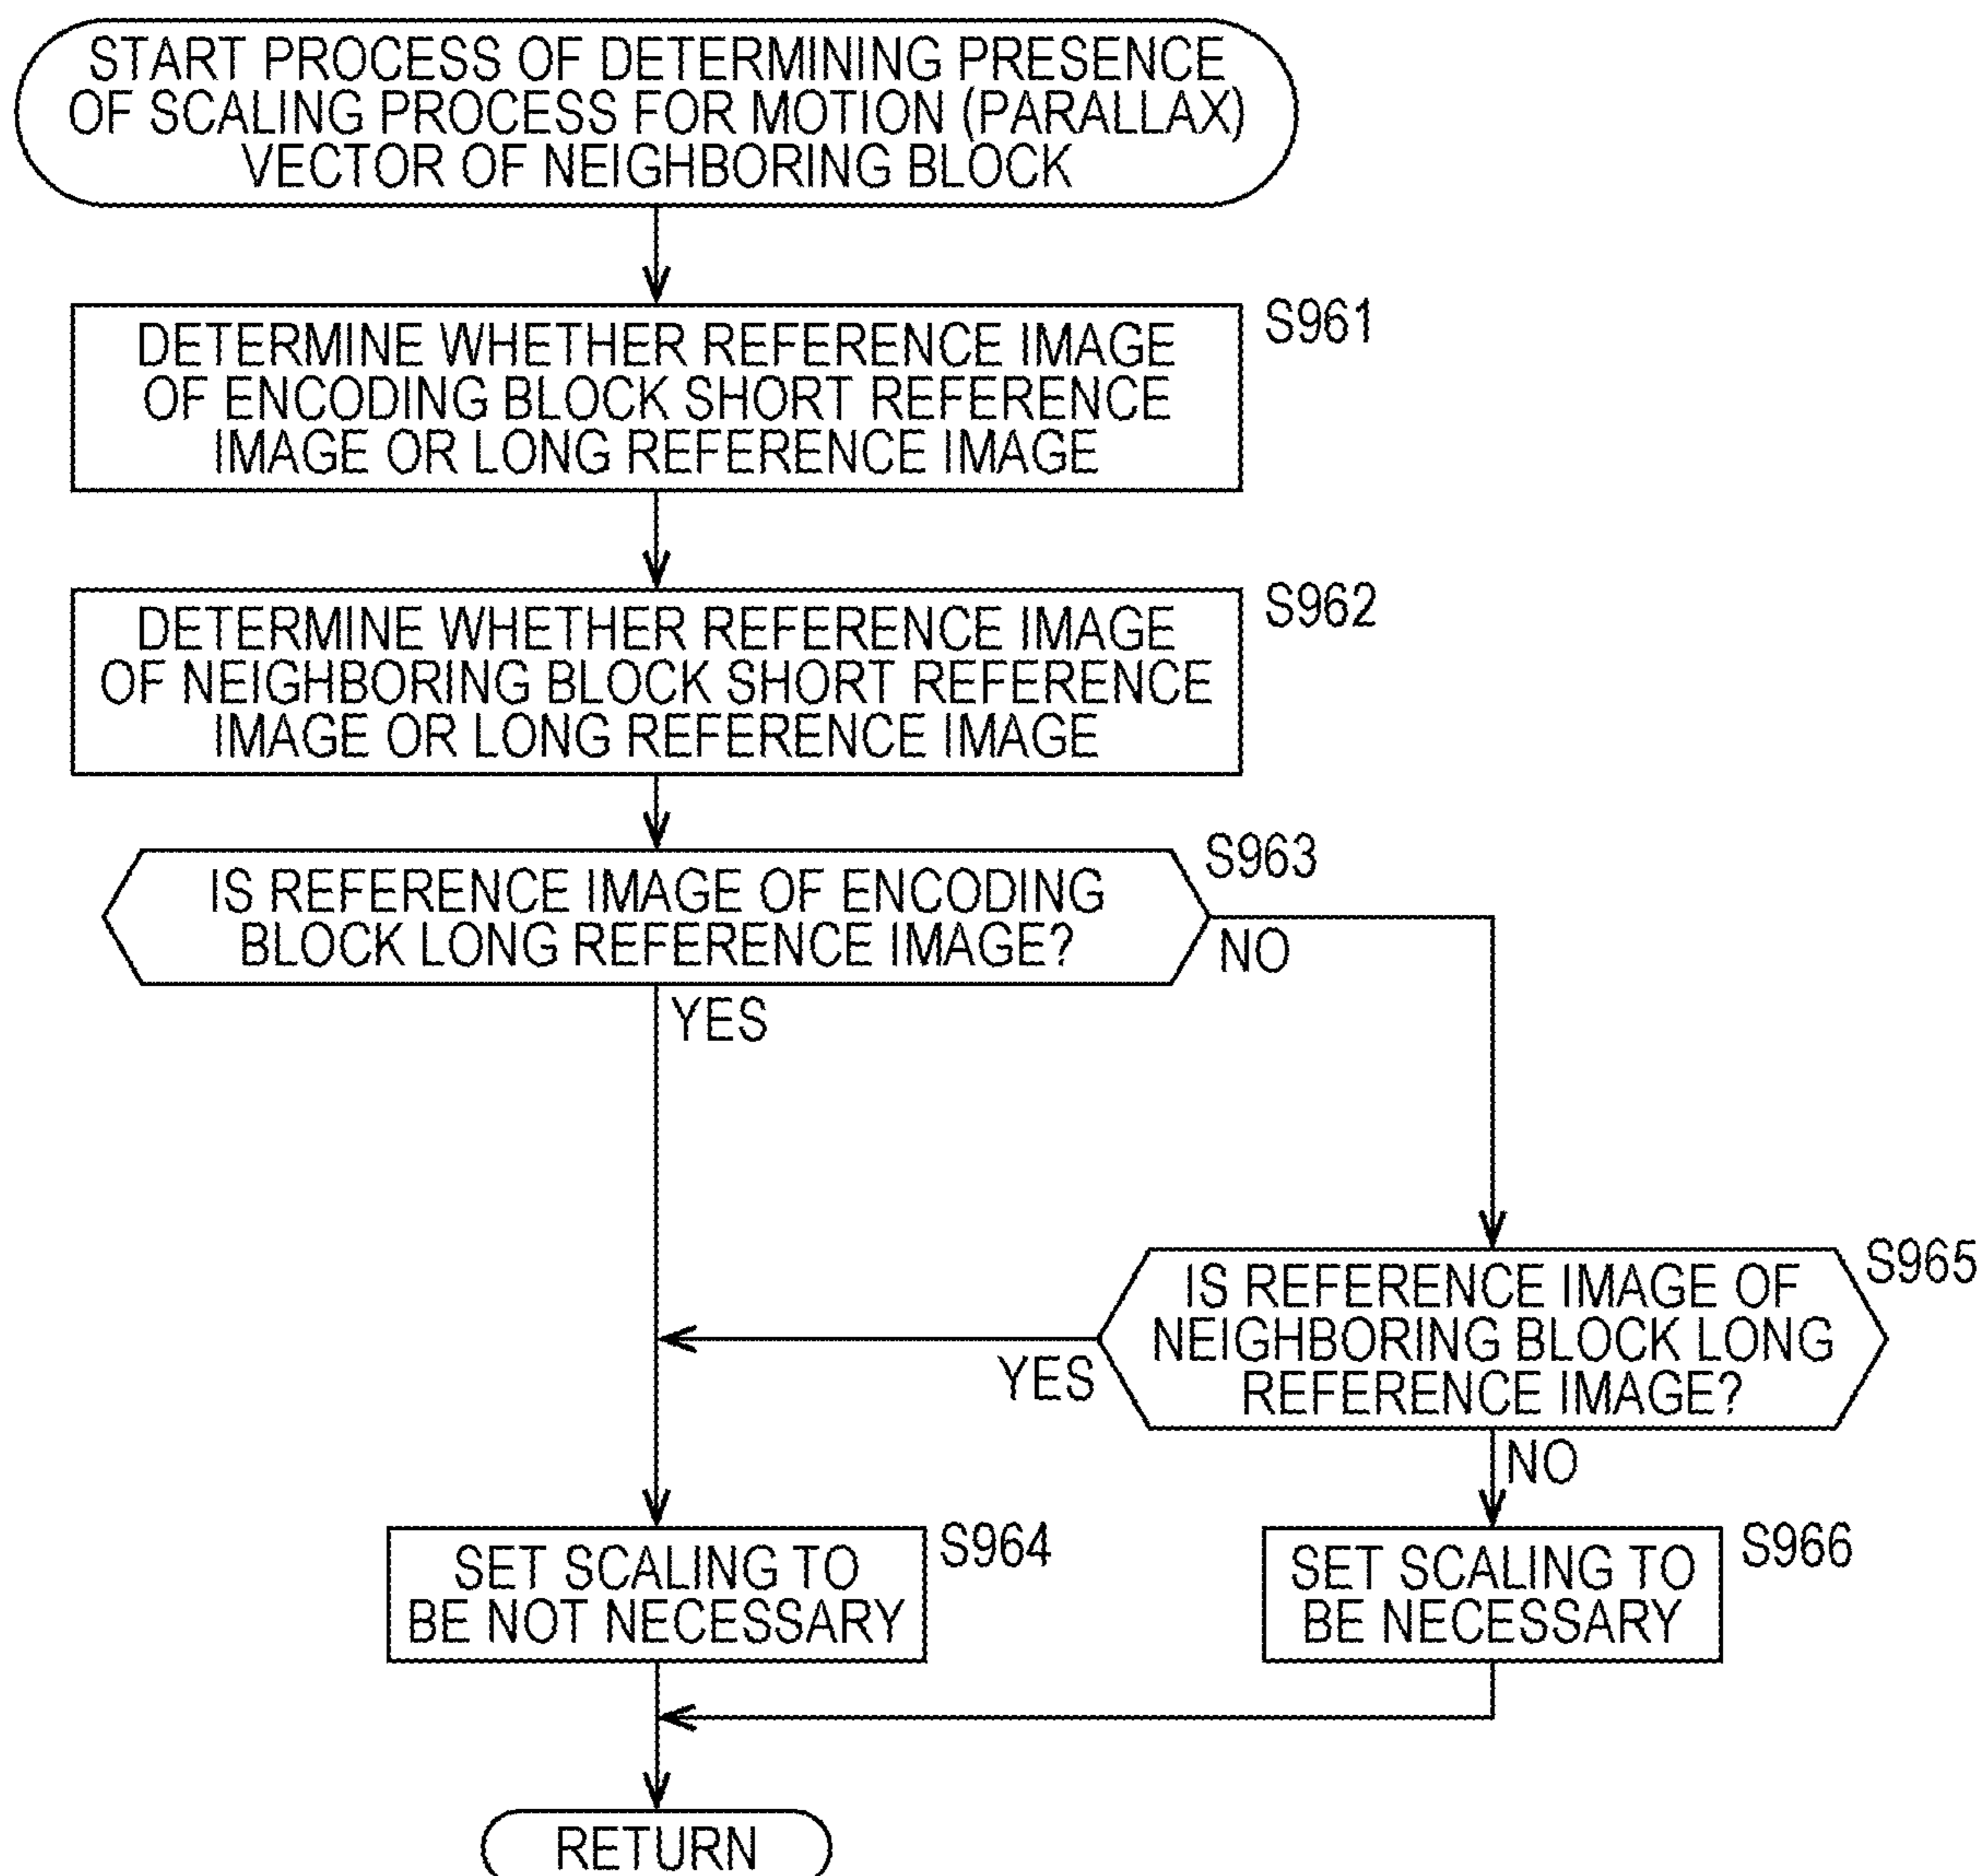 START PROCESS OF DETERMINING PRESENCE
OF SCALING PROCESS FOR MOTION (PARALLAX)
VECTOR OF NEIGHBORING BLOCK
S961
DETERMINE WHETHER REFERENCE IMAGE
OF ENCODING BLOCK SHORT REFERENCE
IMAGE OR LONG REFERENCE IMAGE
S962
DETERMINE WHETHER REFERENCE IMAGE
OF NEIGHBORING BLOCK SHORT REFERENCE
IMAGE OR LONG REFERENCE IMAGE
S963
IS REFERENCE IMAGE OF ENCODING
BLOCK LONG REFERENCE IMAGE?
NO
YES
S965
IS REFERENCE IMAGE OF
NEIGHBORING BLOCK LONG
REFERENCE IMAGE?
YES
NO
S964
SET SCALING TO
BE NOT NECESSARY
S966
SET SCALING TO
BE NECESSARY
RETURN